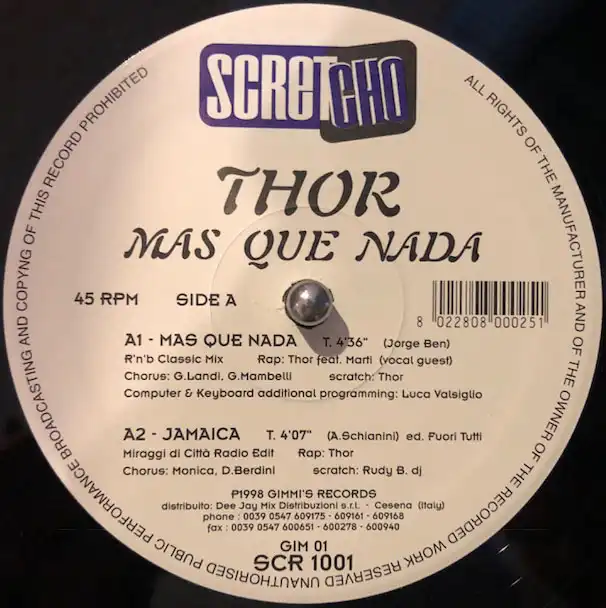 SCRETCHO
THOR
MAS QUE NADA
45 RPM SIDE A
8 022808 000251
A1 - MAS QUE NADA T. 4'36" (Jorge Ben)
R'n'b Classic Mix Rap: Thor feat. Marti (vocal guest)
Chorus: G.Landi, G.Mambelli scratch: Thor
Computer & Keyboard additional programming: Luca Valsiglio
A2 - JAMAICA T. 4'07" (A.Schianini) ed. Fuori Tutti
Miraggi di Città Radio Edit Rap: Thor
Chorus: Monica, D.Berdini scratch: Rudy B. dj
℗1998 GIMMI'S RECORDS
distribuito: Dee Jay Mix Distribuzioni s.r.l. - Cesena (Italy)
phone : 0039 0547 609175 - 609161 - 609168
fax : 0039 0547 600651 - 600278 - 600940
GIM 01
SCR 1001
ALL RIGHTS OF THE MANUFACTURER AND OF THE OWNER OF THE RECORDED WORK RESERVED UNAUTHORISED PUBLIC PERFORMANCE BROADCASTING AND COPYNG OF THIS RECORD PROHIBITED